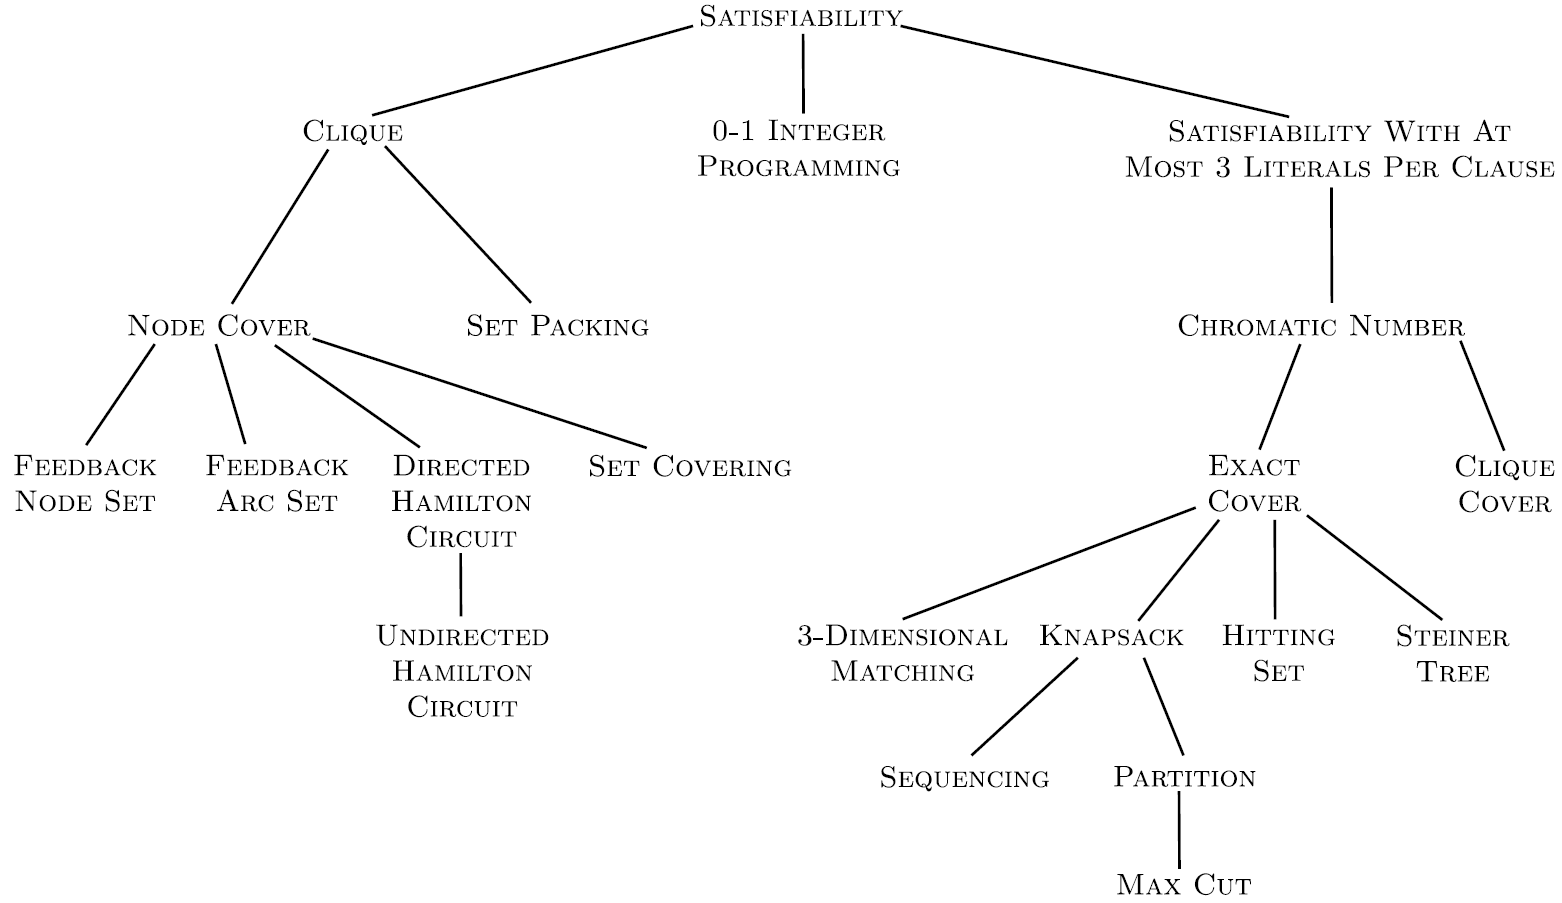 Satisfiability
Clique
0-1 Integer
Programming
Satisfiability With At
Most 3 Literals Per Clause
Node Cover
Set Packing
Chromatic Number
Feedback
Node Set
Feedback
Arc Set
Directed
Hamilton
Circuit
Set Covering
Exact
Cover
Clique
Cover
Undirected
Hamilton
Circuit
3-Dimensional
Matching
Knapsack
Hitting
Set
Steiner
Tree
Sequencing
Partition
Max Cut